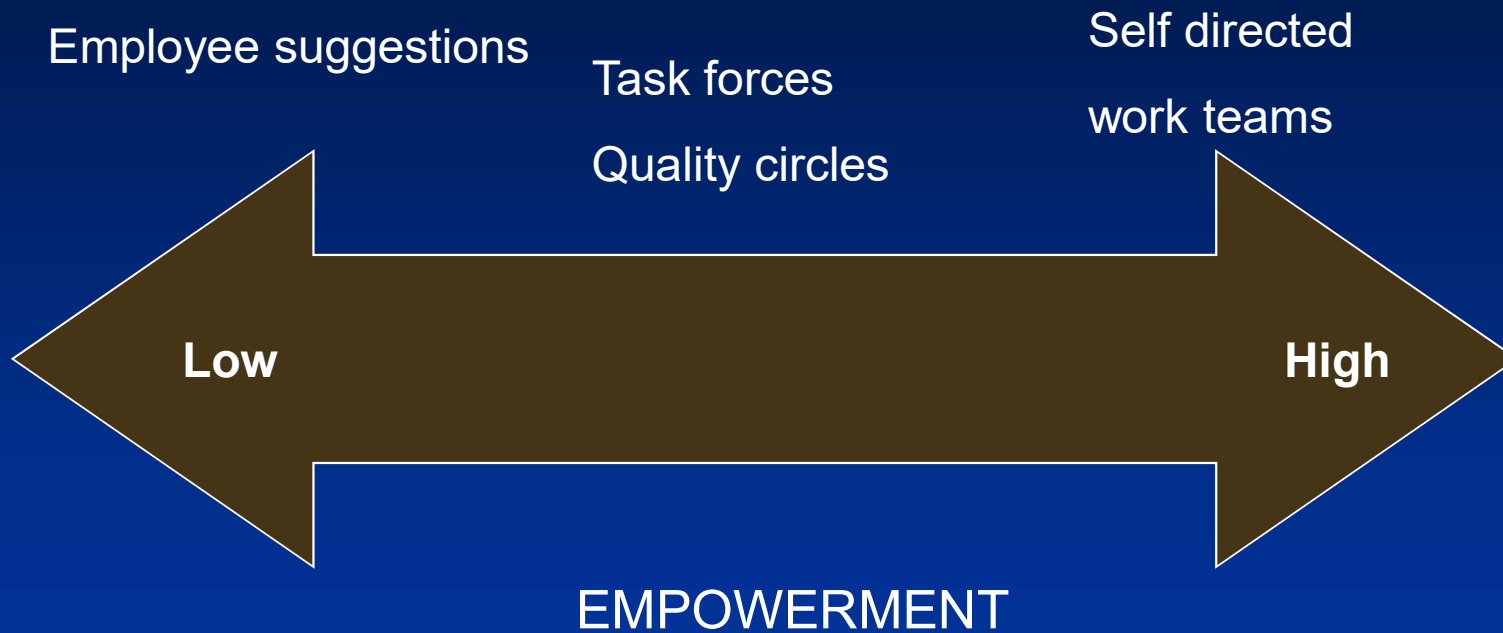 Employee suggestions
Task forces
Quality circles
Self directed
work teams
Low
High
EMPOWERMENT